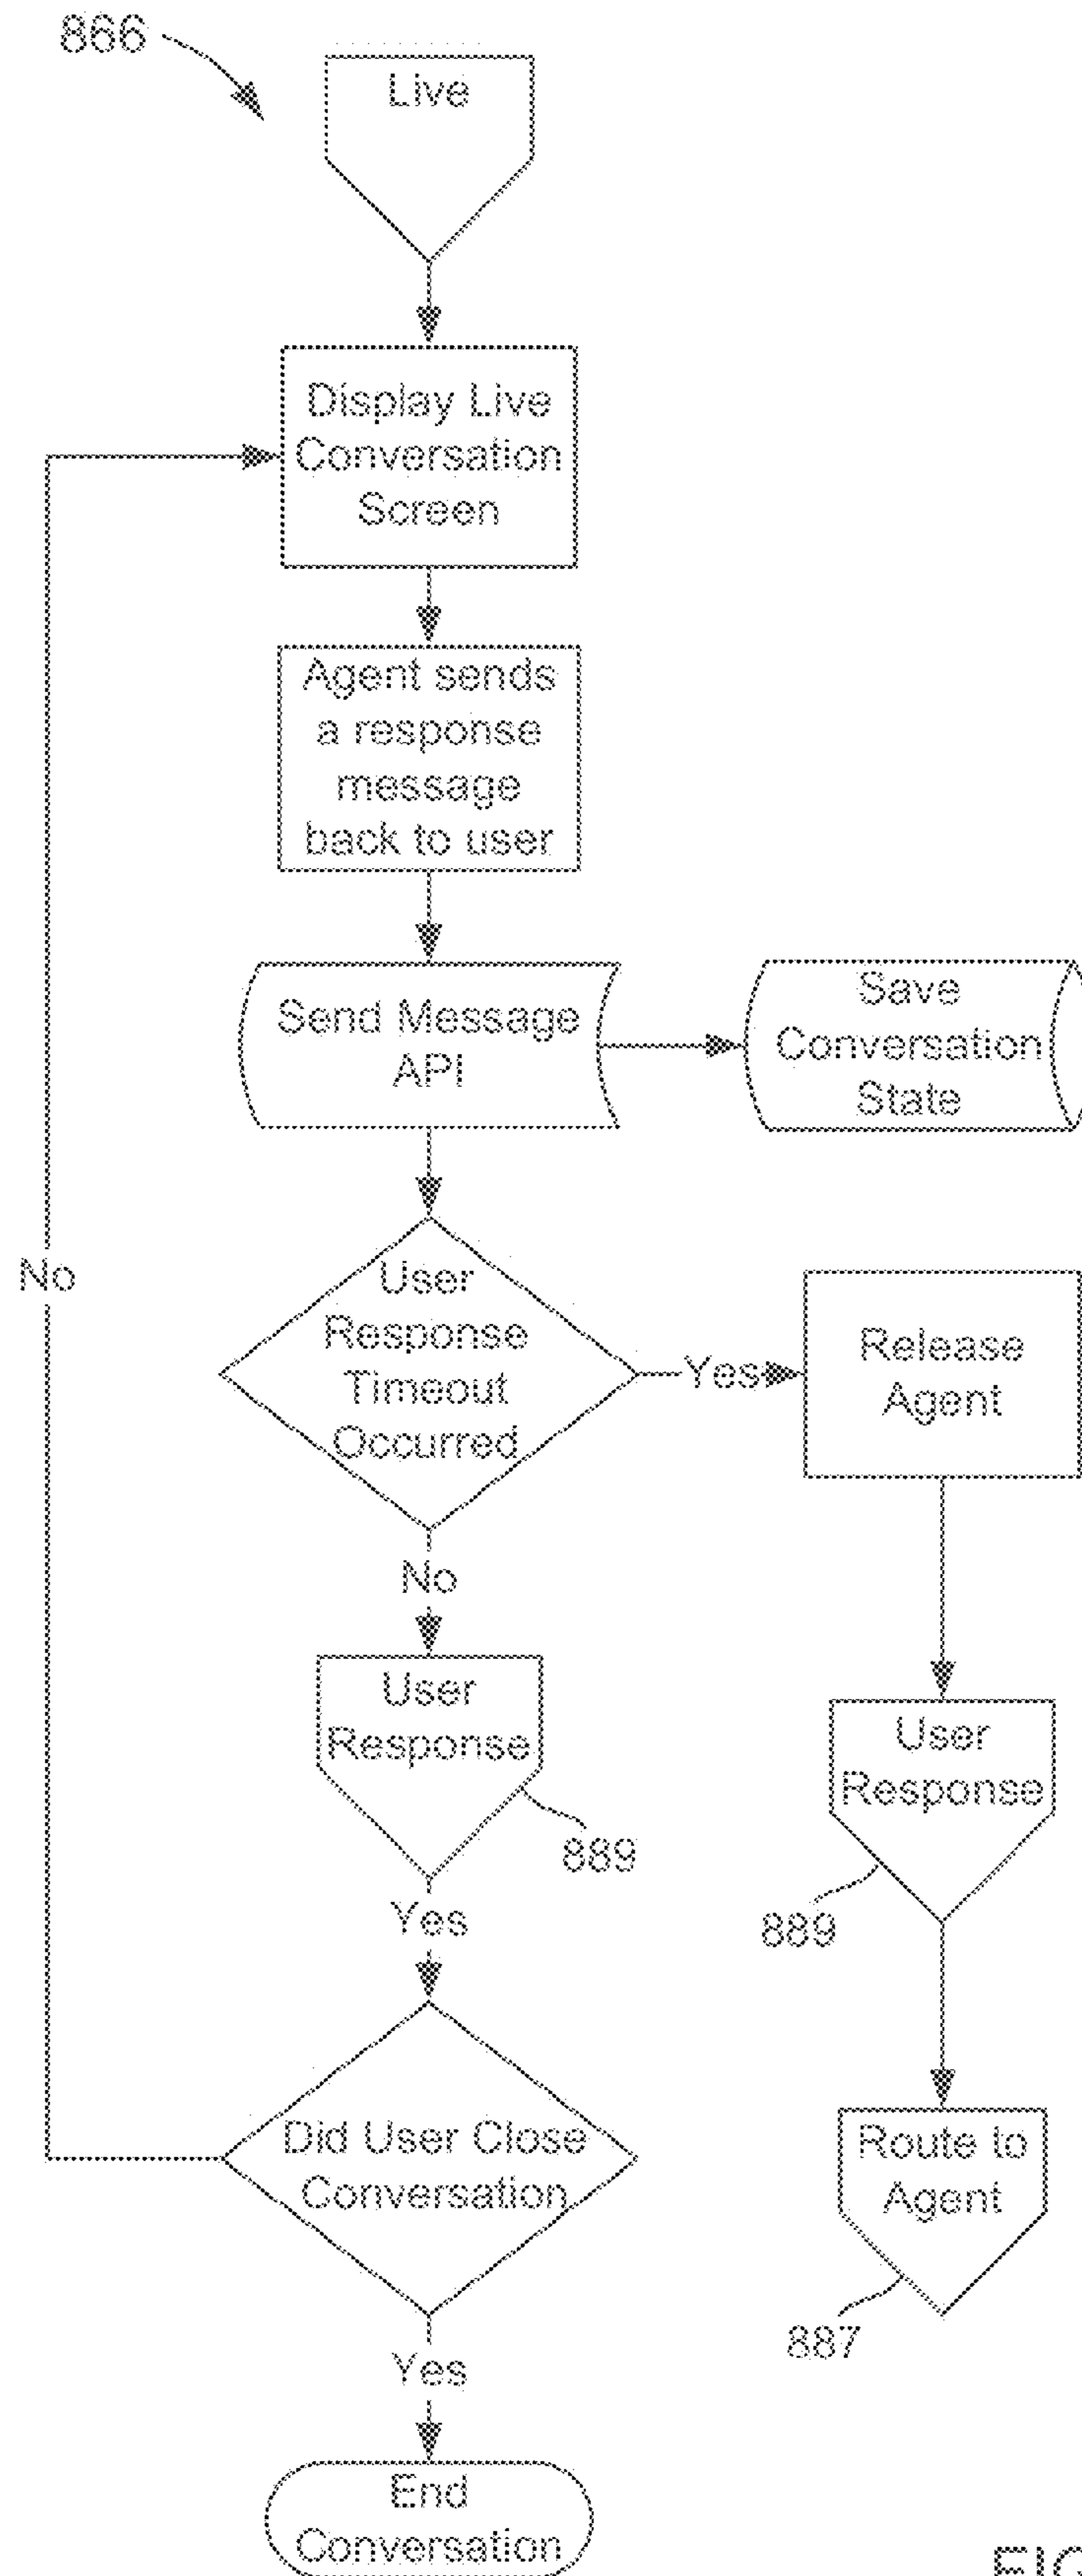 866
Live
Display Live
Conversation
Screen
Agent sends
a response
message
back to user
Send Message
API
Save
Conversation
State
No
User
Response
Timeout
Occurred
Yes
Release
Agent
No
User
Response
889
User
Response
889
Yes
Did User Close
Conversation
Route to
Agent
887
Yes
End
Conversation
FIG